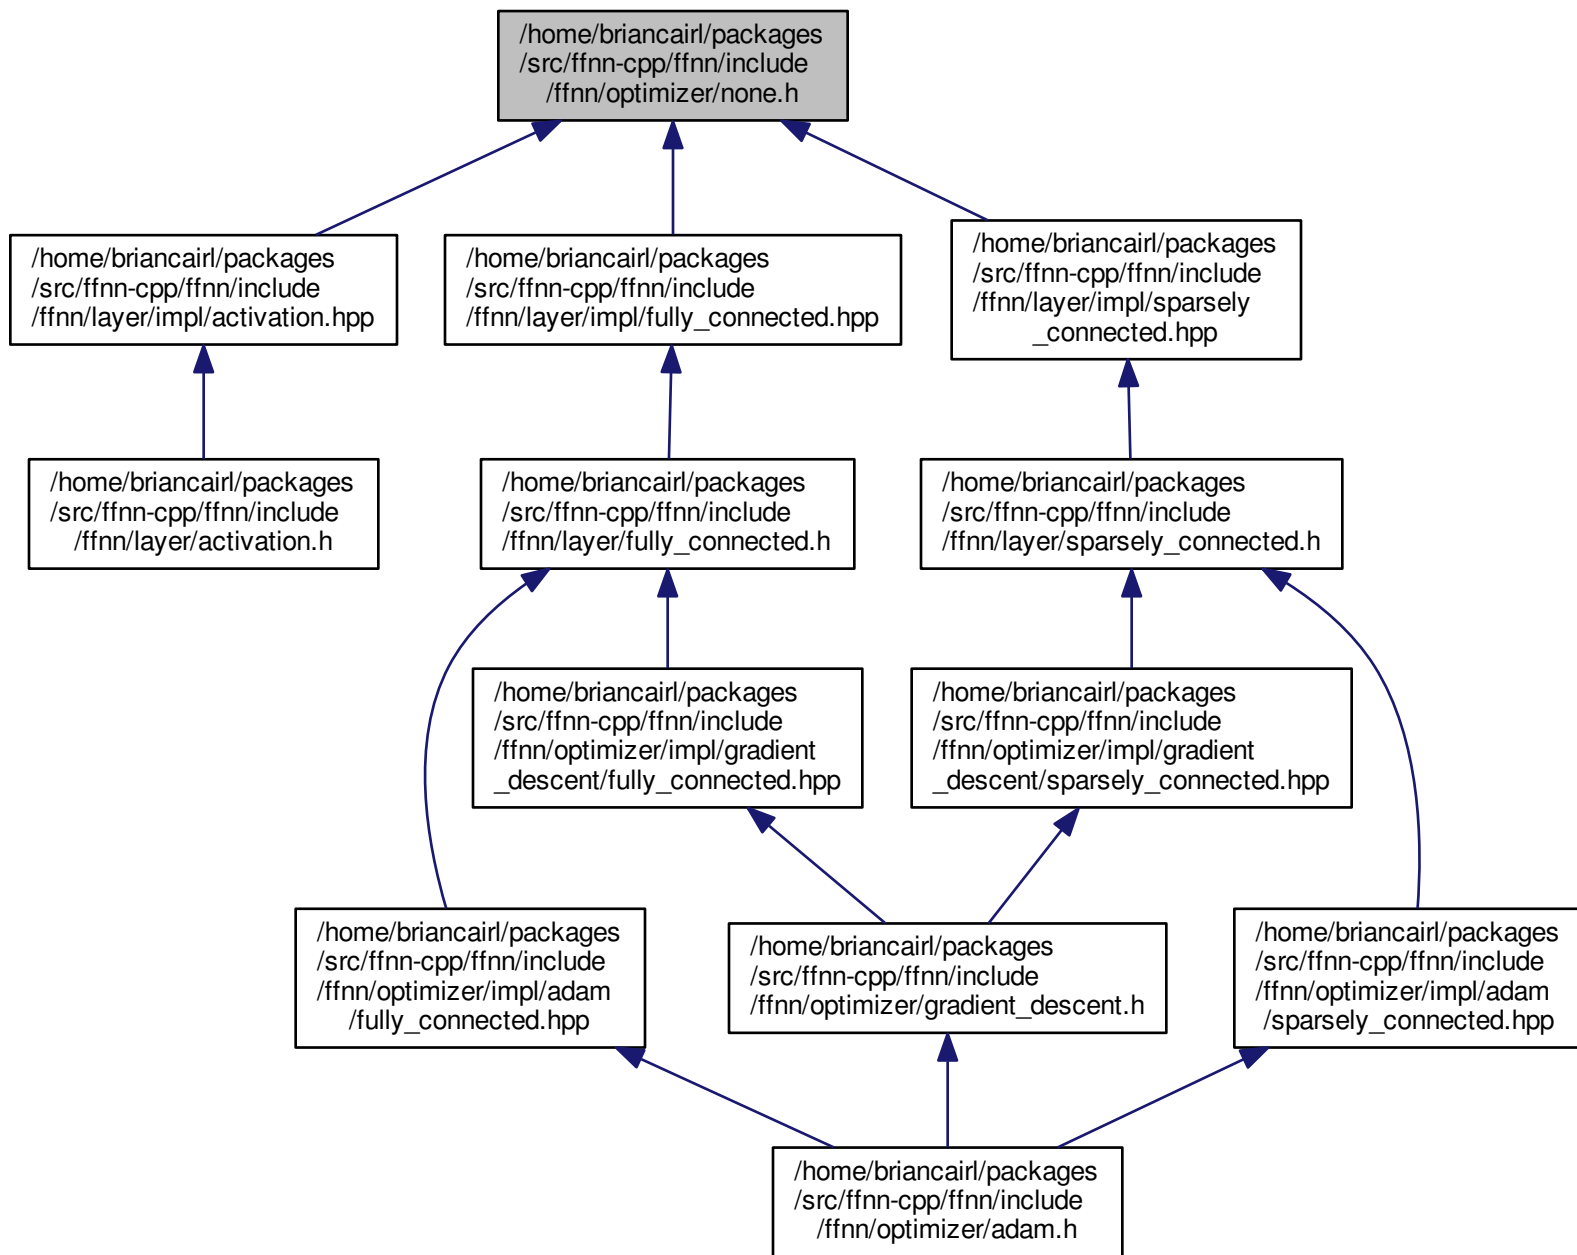 /home/briancairl/packages
/src/ffnn-cpp/ffnn/include
/ffnn/optimizer/none.h
/home/briancairl/packages
/src/ffnn-cpp/ffnn/include
/ffnn/layer/impl/activation.hpp
/home/briancairl/packages
/src/ffnn-cpp/ffnn/include
/ffnn/layer/impl/fully_connected.hpp
/home/briancairl/packages
/src/ffnn-cpp/ffnn/include
/ffnn/layer/impl/sparsely
_connected.hpp
/home/briancairl/packages
/src/ffnn-cpp/ffnn/include
/ffnn/layer/activation.h
/home/briancairl/packages
/src/ffnn-cpp/ffnn/include
/ffnn/layer/fully_connected.h
/home/briancairl/packages
/src/ffnn-cpp/ffnn/include
/ffnn/layer/sparsely_connected.h
/home/briancairl/packages
/src/ffnn-cpp/ffnn/include
/ffnn/optimizer/impl/gradient
_descent/fully_connected.hpp
/home/briancairl/packages
/src/ffnn-cpp/ffnn/include
/ffnn/optimizer/impl/gradient
_descent/sparsely_connected.hpp
/home/briancairl/packages
/src/ffnn-cpp/ffnn/include
/ffnn/optimizer/impl/adam
/fully_connected.hpp
/home/briancairl/packages
/src/ffnn-cpp/ffnn/include
/ffnn/optimizer/gradient_descent.h
/home/briancairl/packages
/src/ffnn-cpp/ffnn/include
/ffnn/optimizer/impl/adam
/sparsely_connected.hpp
/home/briancairl/packages
/src/ffnn-cpp/ffnn/include
/ffnn/optimizer/adam.h